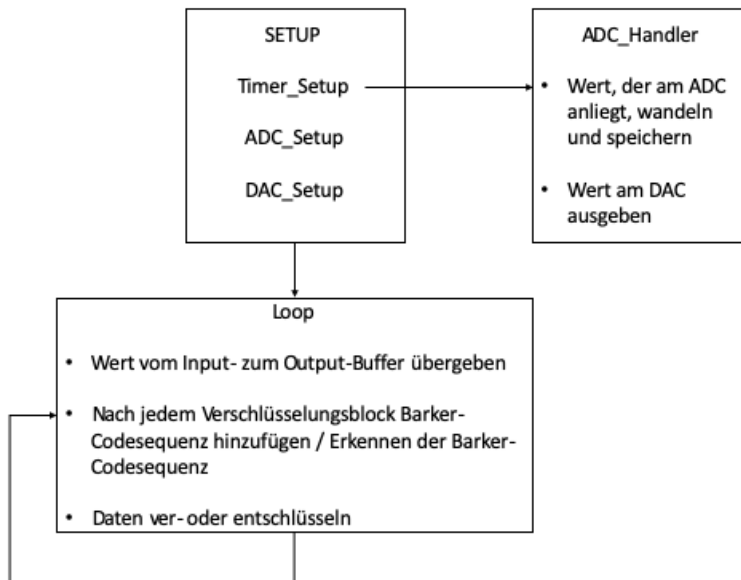 SETUP
Timer_Setup
ADC_Setup
DAC_Setup
ADC_Handler
• Wert, der am ADC
anliegt, wandeln
und speichern
• Wert am DAC
ausgeben
Loop
• Wert vom Input- zum Output-Buffer übergeben
• Nach jedem Verschlüsselungsblock Barker-
Codesequenz hinzufügen / Erkennen der Barker-
Codesequenz
• Daten ver- oder entschlüsseln